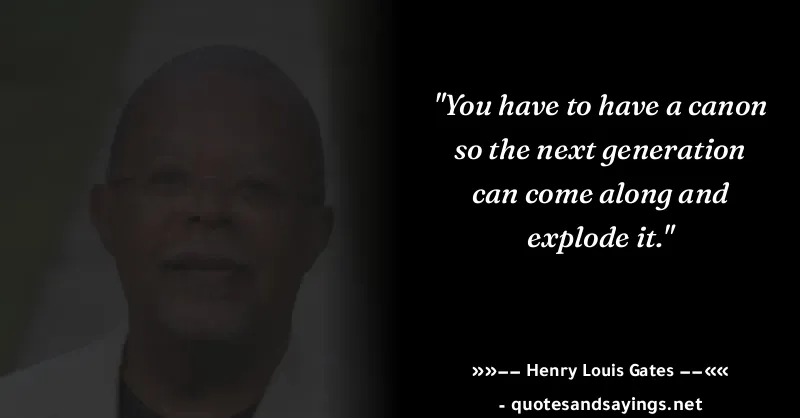 "You have to have a canon
so the next generation
can come along and
explode it."
»»−− Henry Louis Gates −−««
- quotesandsayings.net